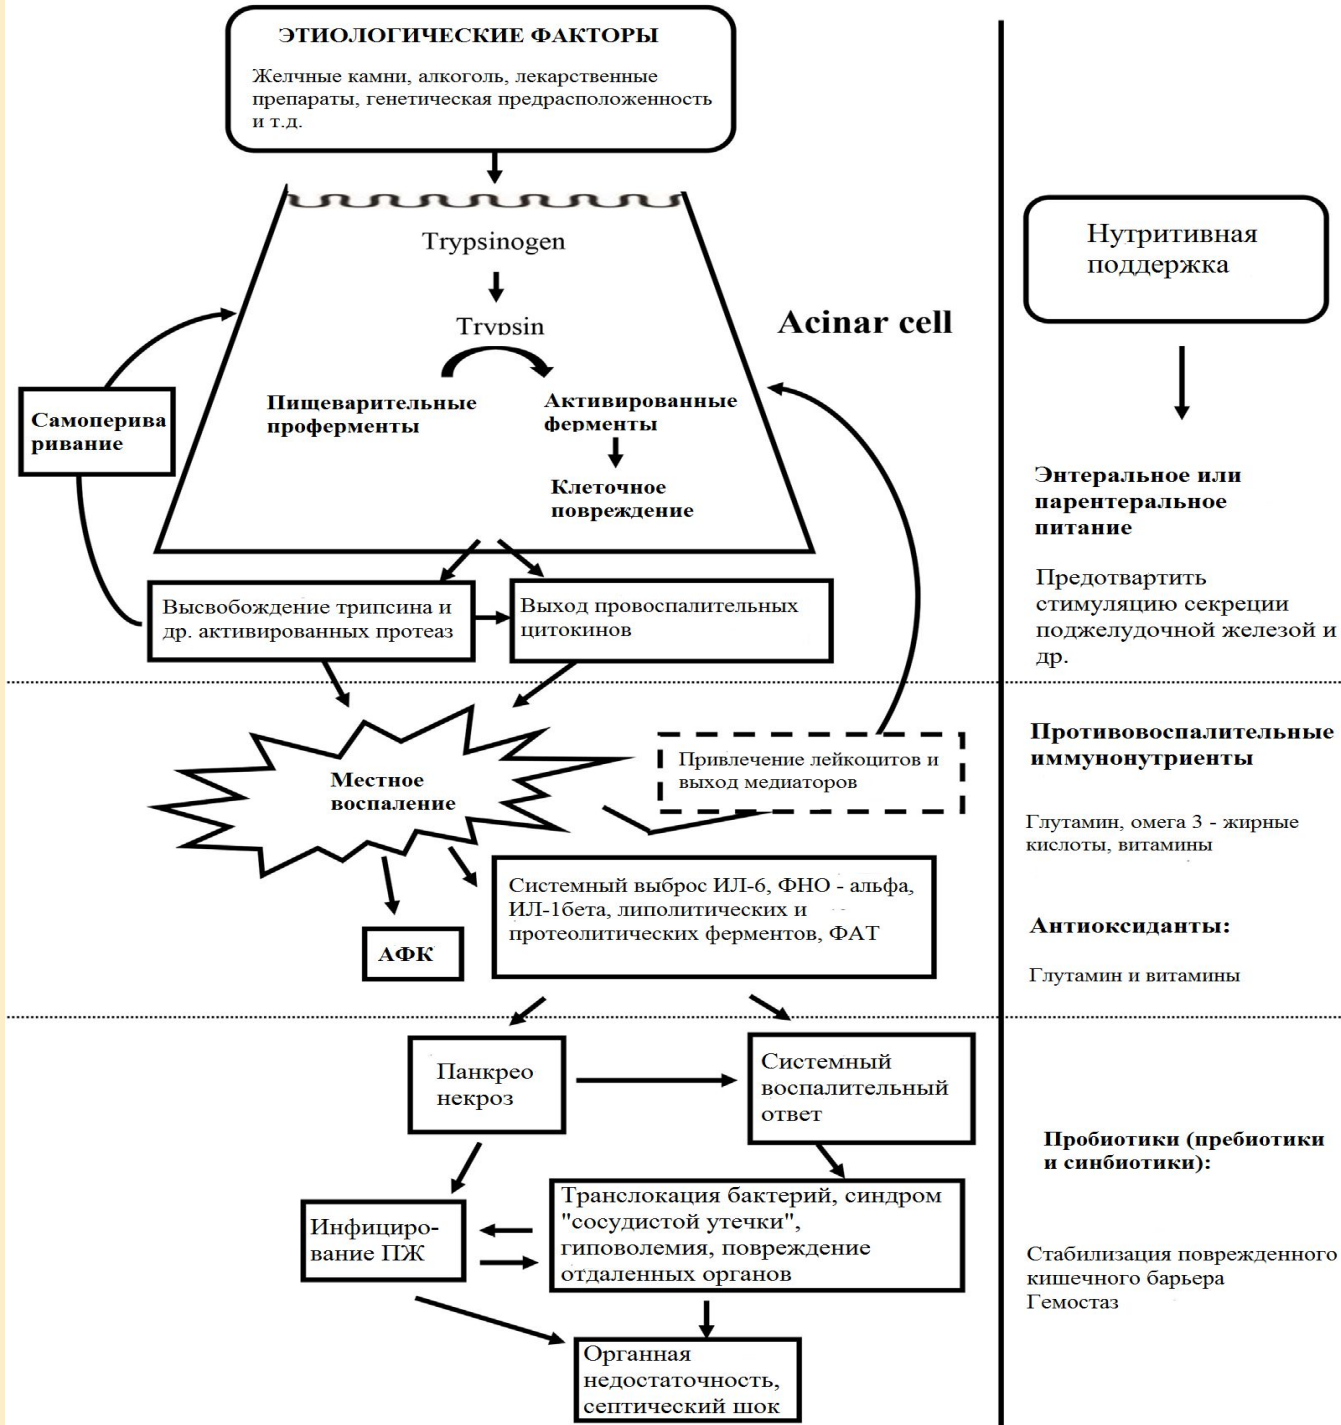 ЭТИОЛОГИЧЕСКИЕ ФАКТОРЫ
Желчные камни, алкоголь, лекарственные
препараты, генетическая предрасположенность
и т.д.
Trypsinogen
Trypsin
Acinar cell
Пищеварительные
проферменты
Активированные
ферменты
Клеточное
повреждение
Самоперива
ривание
Высвобождение трипсина и
др. активированных протеаз
Выход провоспалительных
цитокинов
Местное
воспаление
Привлечение лейкоцитов и
выход медиаторов
АФК
Системный выброс ИЛ-6, ФНО - альфа,
ИЛ-1бета, липолитических и
протеолитических ферментов, ФАТ
Панкрео
некроз
Системный
воспалительный
ответ
Инфициро-
вание ПЖ
Транслокация бактерий, синдром
"сосудистой утечки",
гиповолемия, повреждение
отдаленных органов
Органная
недостаточность,
септический шок
Нутритивная
поддержка
Энтеральное или
парентеральное
питание
Предотвартить
стимуляцию секреции
поджелудочной железой и
др.
Противовоспалительные
иммунонутриенты
Глутамин, омега 3 - жирные
кислоты, витамины
Антиоксиданты:
Глутамин и витамины
Пробиотики (пребиотики
и синбиотики):
Стабилизация поврежденного
кишечного барьера
Гемостаз